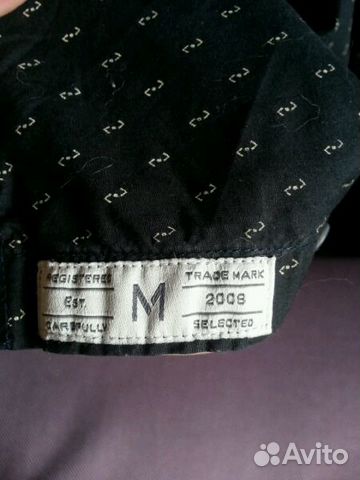 REGISTERED
TRADE MARK
EST.
M
2008
CAREFULLY
SELECTED
Avito